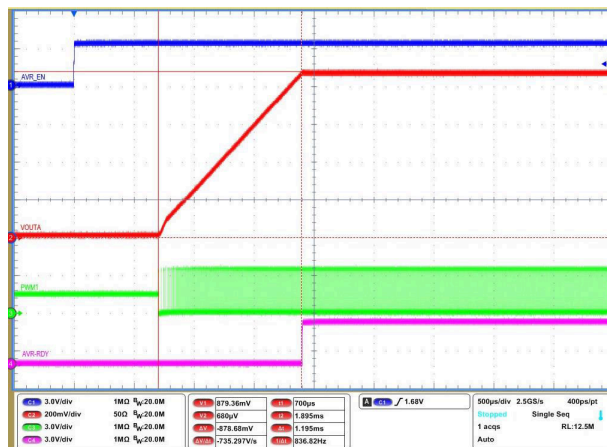 AVR_EN
1
VOUTA
2
PWM1
3
AVR-RDY
4
C1 3.0V/div 1MΩ BW:20.0M
C2 200mV/div 50Ω BW:20.0M
C3 3.0V/div 1MΩ BW:20.0M
C4 3.0V/div 1MΩ BW:20.0M
V1 879.36mV t1 700µs
V2 680µV t2 1.895ms
ΔV -878.68mV Δt 1.195ms
ΔV/Δt -735.297V/s 1/Δt 836.82Hz
A C1 1.68V
500µs/div 2.5GS/s 400ps/pt
Stopped Single Seq
1 acqs RL:12.5M
Auto